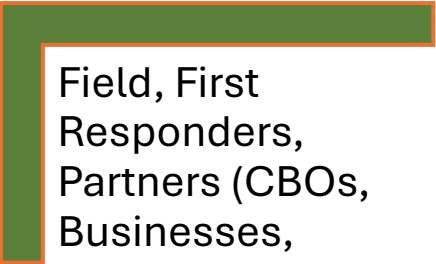 Field, First
Responders,
Partners (CBOs,
Businesses,